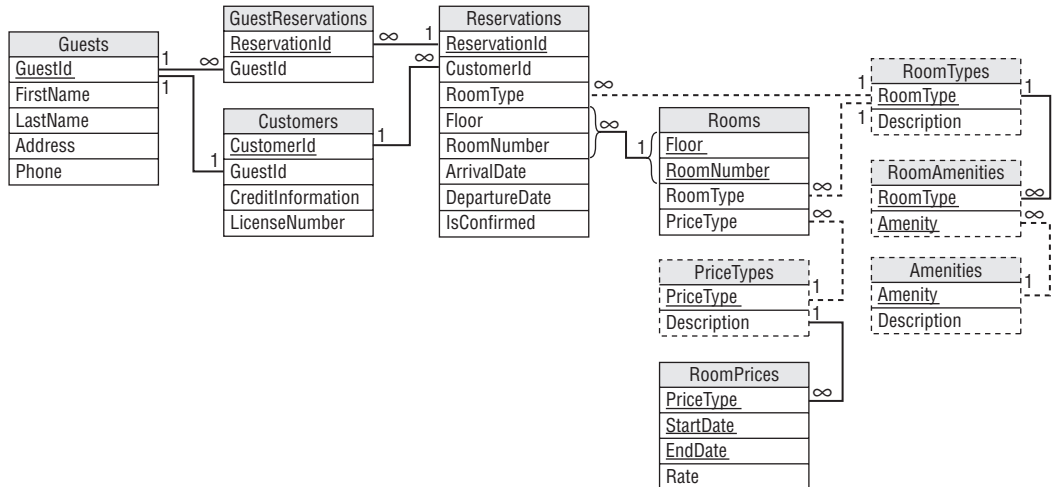 Guests
GuestId
FirstName
LastName
Address
Phone
1
1
∞
GuestReservations
ReservationId
GuestId
∞
1
Customers
CustomerId
GuestId
CreditInformation
LicenseNumber
1
1
∞
Reservations
ReservationId
CustomerId
RoomType
Floor
RoomNumber
ArrivalDate
DepartureDate
IsConfirmed
∞
∞
1
Rooms
Floor
RoomNumber
RoomType
PriceType
∞
∞
1
1
RoomTypes
RoomType
Description
1
RoomAmenities
RoomType
Amenity
∞
∞
Amenities
Amenity
Description
1
PriceTypes
PriceType
Description
1
1
RoomPrices
PriceType
StartDate
EndDate
Rate
∞